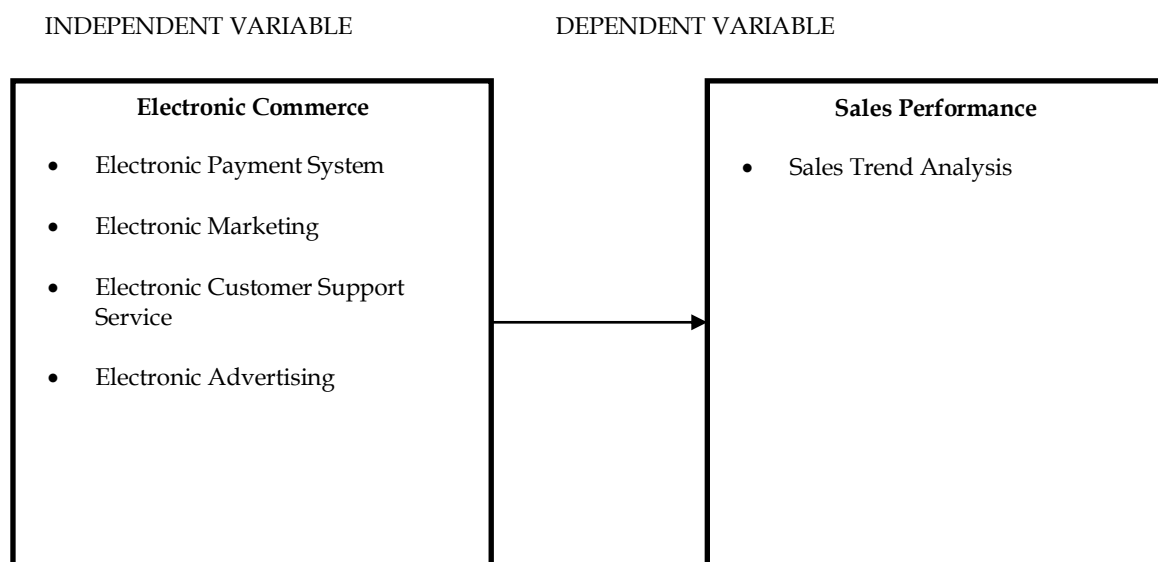 INDEPENDENT VARIABLE
DEPENDENT VARIABLE
Electronic Commerce
• Electronic Payment System
• Electronic Marketing
• Electronic Customer Support
Service
• Electronic Advertising
Sales Performance
• Sales Trend Analysis